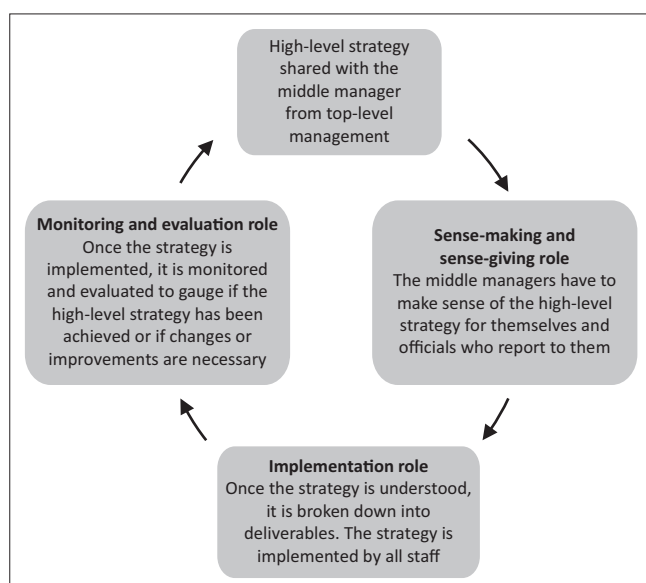 High-level strategy
shared with the
middle manager
from top-level
management
Monitoring and evaluation role
Once the strategy is
implemented, it is monitored
and evaluated to gauge if the
high-level strategy has been
achieved or if changes or
improvements are necessary
Sense-making and
sense-giving role
The middle managers have to
make sense of the high-level
strategy for themselves and
officials who report to them
Implementation role
Once the strategy is understood,
it is broken down into
deliverables. The strategy is
implemented by all staff